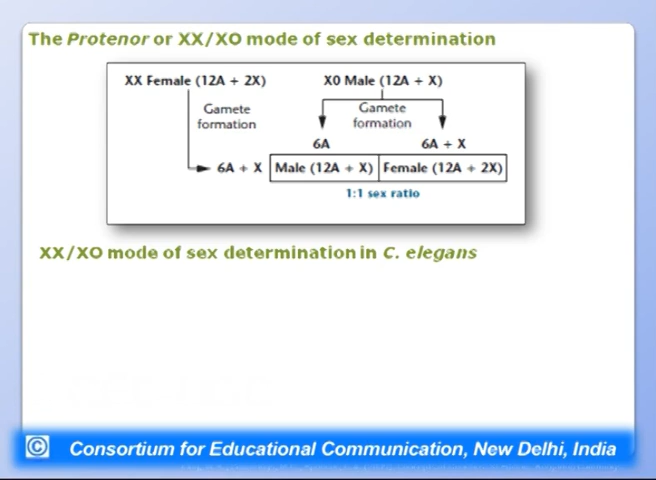 The Protenor or XX/XO mode of sex determination
XX Female (12A + 2X) X0 Male (12A + X)
Gamete formation Gamete formation
6A 6A + X
6A + X Male (12A + X) Female (12A + 2X)
1:1 sex ratio
XX/XO mode of sex determination in C. elegans
© Consortium for Educational Communication, New Delhi, India